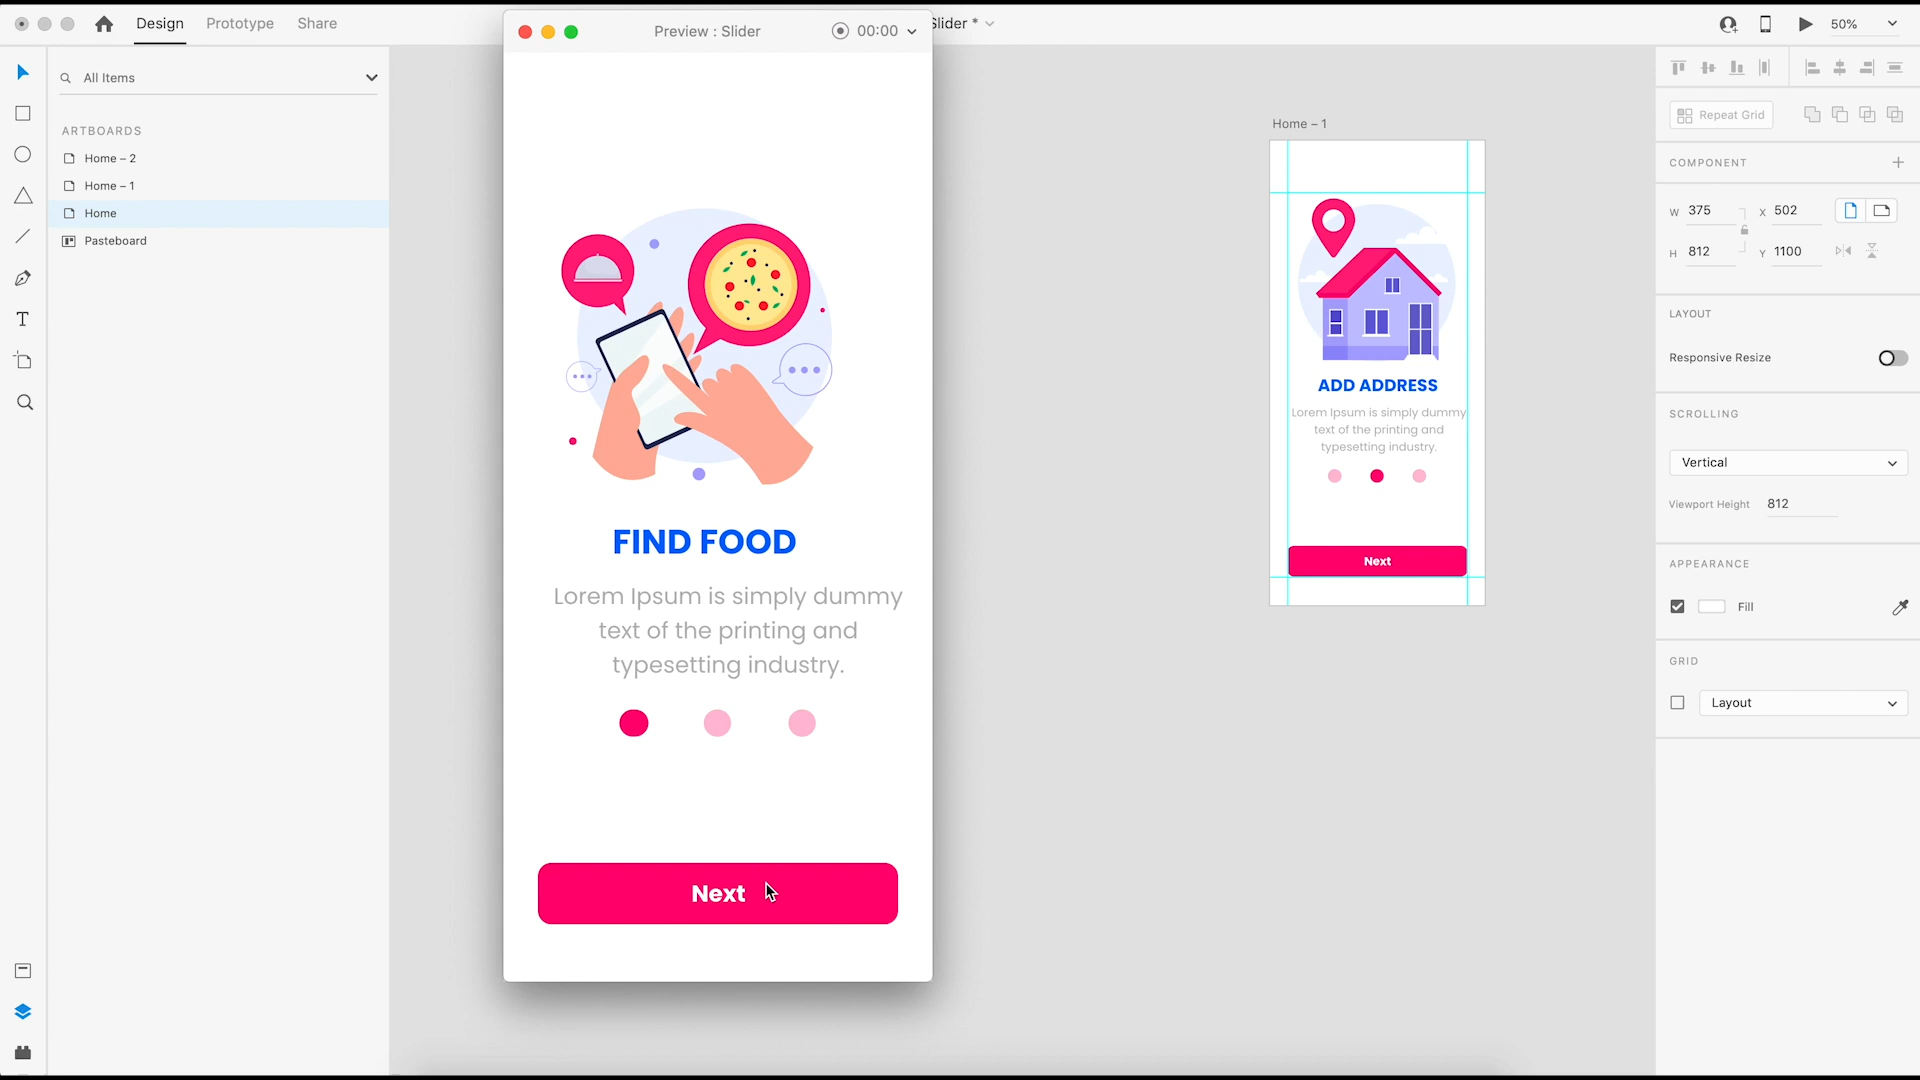 Design
Prototype
Share
Preview : Slider
00:00
Slider *
50%
All Items
ARTBOARDS
Home – 2
Home – 1
Home
Pasteboard
FIND FOOD
Lorem Ipsum is simply dummy
text of the printing and
typesetting industry.
Next
Home – 1
ADD ADDRESS
Lorem Ipsum is simply dummy
text of the printing and
typesetting industry.
Next
Repeat Grid
COMPONENT
W 375 X 502
H 812 Y 1100
LAYOUT
Responsive Resize
SCROLLING
Vertical
Viewport Height 812
APPEARANCE
Fill
GRID
Layout